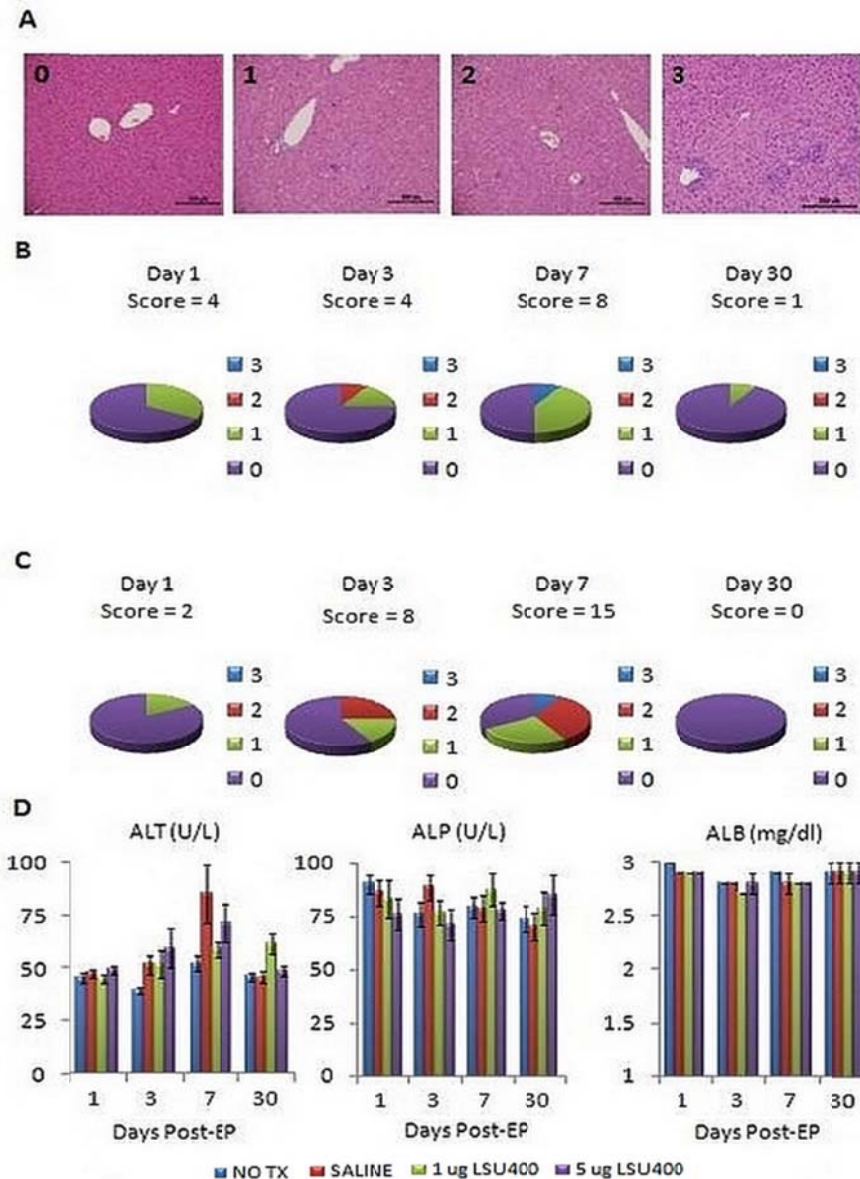 A
0 1 2 3
B
Day 1 Day 3 Day 7 Day 30
Score = 4 Score = 4 Score = 8 Score = 1
3 3 3 3
2 2 2 2
1 1 1 1
0 0 0 0
C
Day 1 Day 3 Day 7 Day 30
Score = 2 Score = 8 Score = 15 Score = 0
3 3 3 3
2 2 2 2
1 1 1 1
0 0 0 0
D
ALT (U/L) ALP (U/L) ALB (mg/dl)
100 100 3
75 75 2.5
50 50 2
25 25 1.5
0 0 1
1 3 7 30 1 3 7 30 1 3 7 30
Days Post-EP Days Post-EP Days Post-EP
NO TX SALINE 1 ug LSU400 5 ug LSU400